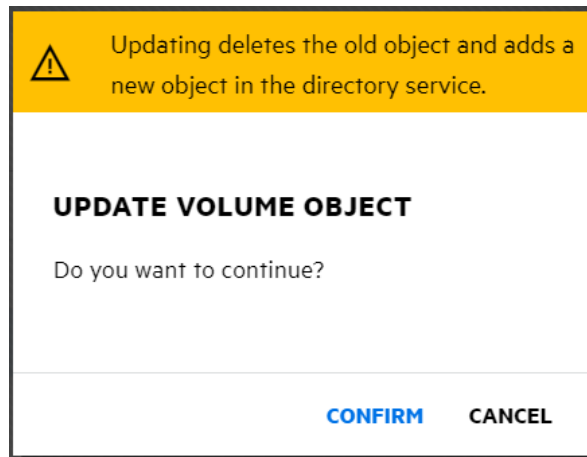 Updating deletes the old object and adds a
new object in the directory service.
UPDATE VOLUME OBJECT
Do you want to continue?
CONFIRM CANCEL